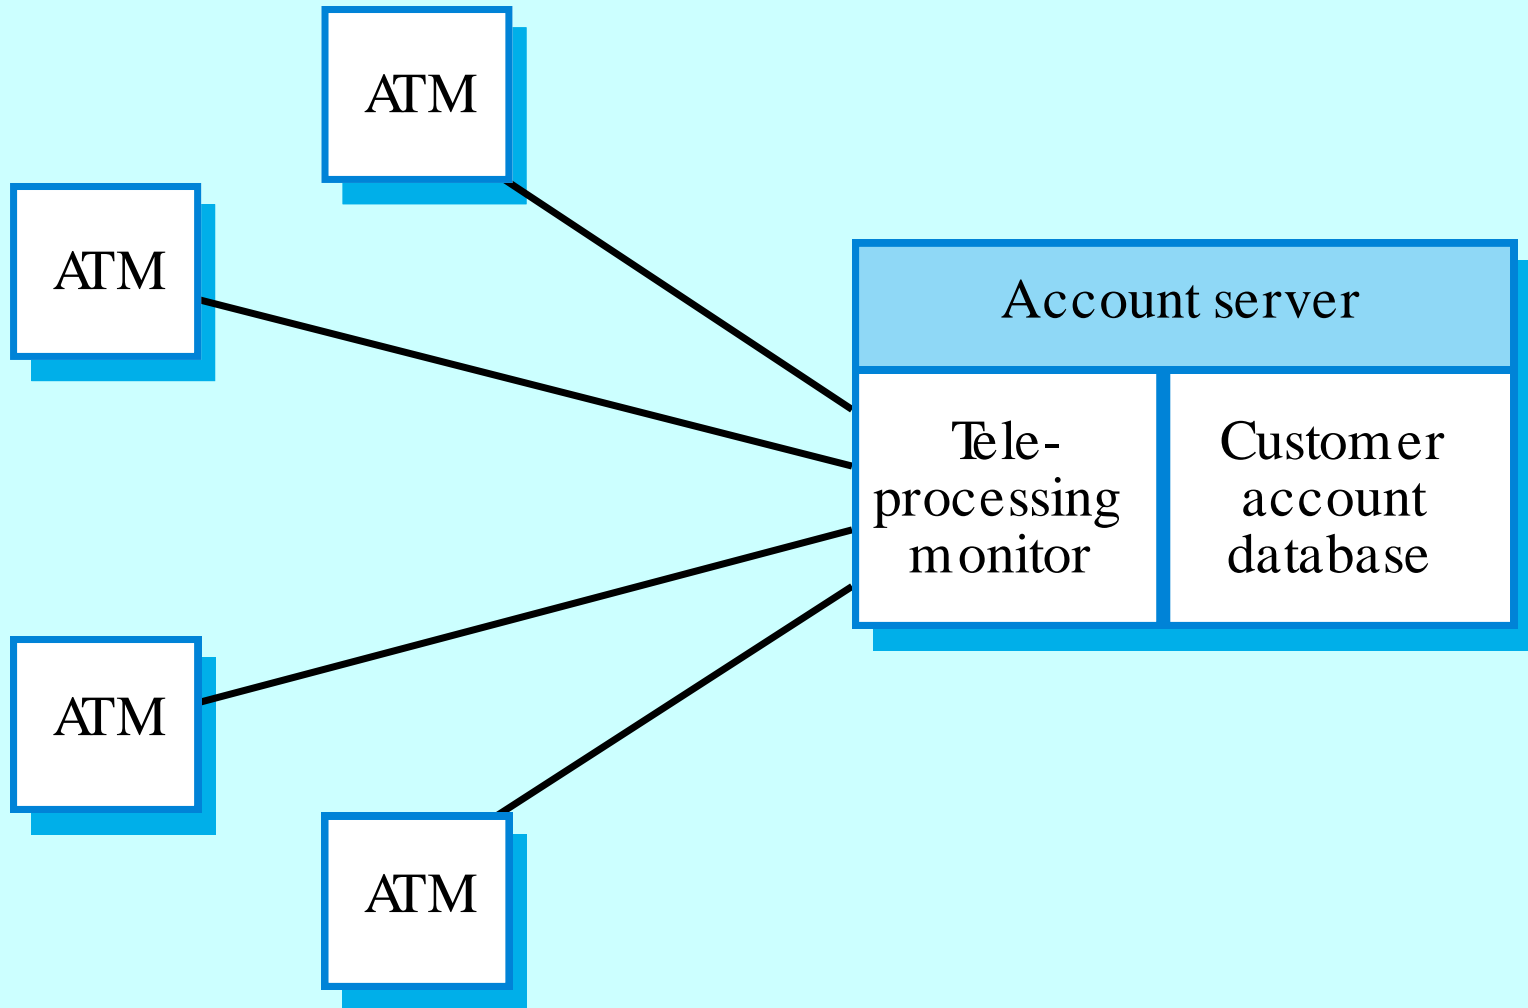 ATM
ATM
Account server
Tele-
processing
monitor
Customer
account
database
ATM
ATM